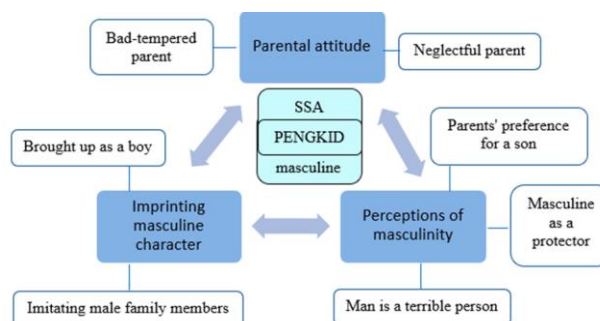 Bad-tempered
parent
Parental attitude
Neglectful parent
SSA
PENGKID
masculine
Brought up as a boy
Parents' preference
for a son
Imprinting
masculine
character
Perceptions of
masculinity
Masculine
as a
protector
Imitating male family members
Man is a terrible person